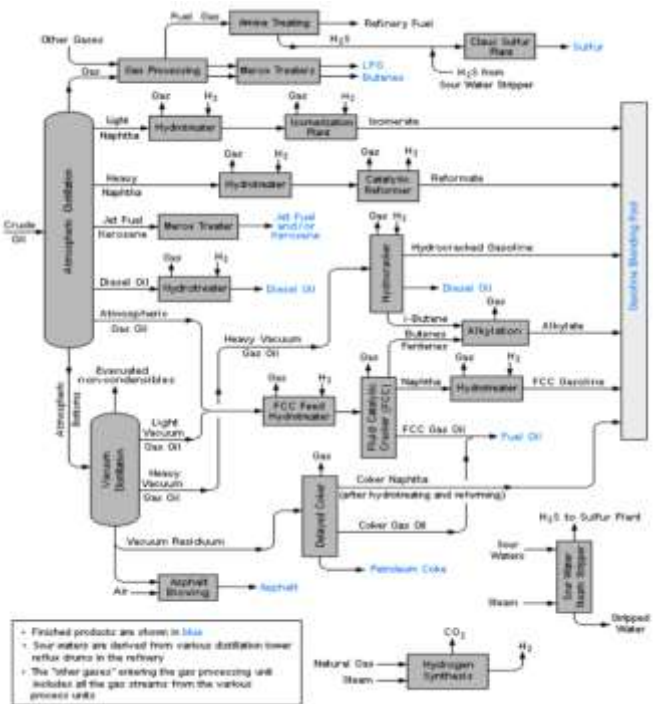 Fuel Gas
Amine Treating
Refinery Fuel
Other Gases
H₂S
Claus Sulfur
Plant
Sulfur
Gas
Gas Processing
Merox Treaters
LPG
Butanes
H₂S from
Sour Water Stripper
Light
Naphtha
Gas
H₂
Hydrotreater
Gas
H₂
Isomerization
Plant
Isomerate
Heavy
Naphtha
Gas
H₂
Hydrotreater
Gas
H₂
Catalytic
Reformer
Reformate
Crude
Oil
Atmospheric Distillation
Jet Fuel
Kerosene
Merox Treater
Jet Fuel
and/or
Kerosene
Gas
H₂
Hydrocracker
Hydrocracked Gasoline
Gasoline Blending Pool
Diesel Oil
Gas
H₂
Hydrotreater
Diesel Oil
Diesel Oil
Atmospheric
Gas Oil
i-Butane
Butenes
Pentenes
Gas
Alkylation
Alkylate
Heavy Vacuum
Gas Oil
Evacuated
non-condensibles
Atmospheric
Bottoms
Vacuum
Distillation
Light
Vacuum
Gas Oil
Gas
H₂
FCC Feed
Hydrotreater
Gas
Fluid Catalytic
Cracker (FCC)
Naphtha
Gas
H₂
Hydrotreater
FCC Gasoline
FCC Gas Oil
Fuel Oil
Heavy
Vacuum
Gas Oil
Gas
Delayed Coker
Coker Naphtha
(after hydrotreating and
Coker Gas Oil
Vacuum Residuum
Petroleum Coke
Air
Asphalt
Blowing
Asphalt
H₂S to Sulfur Plant
Sour
Waters
Sour Water
Steam Stripper
Steam
Stripped
Water
• Finished products are shown in blue
• Sour waters are derived from various distillation tower
reflux drums in the refinery
• The "other gases" entering the gas processing unit
includes all the gas streams from the various
process units
CO₂
H₂
Natural Gas
Steam
Hydrogen
Synthesis